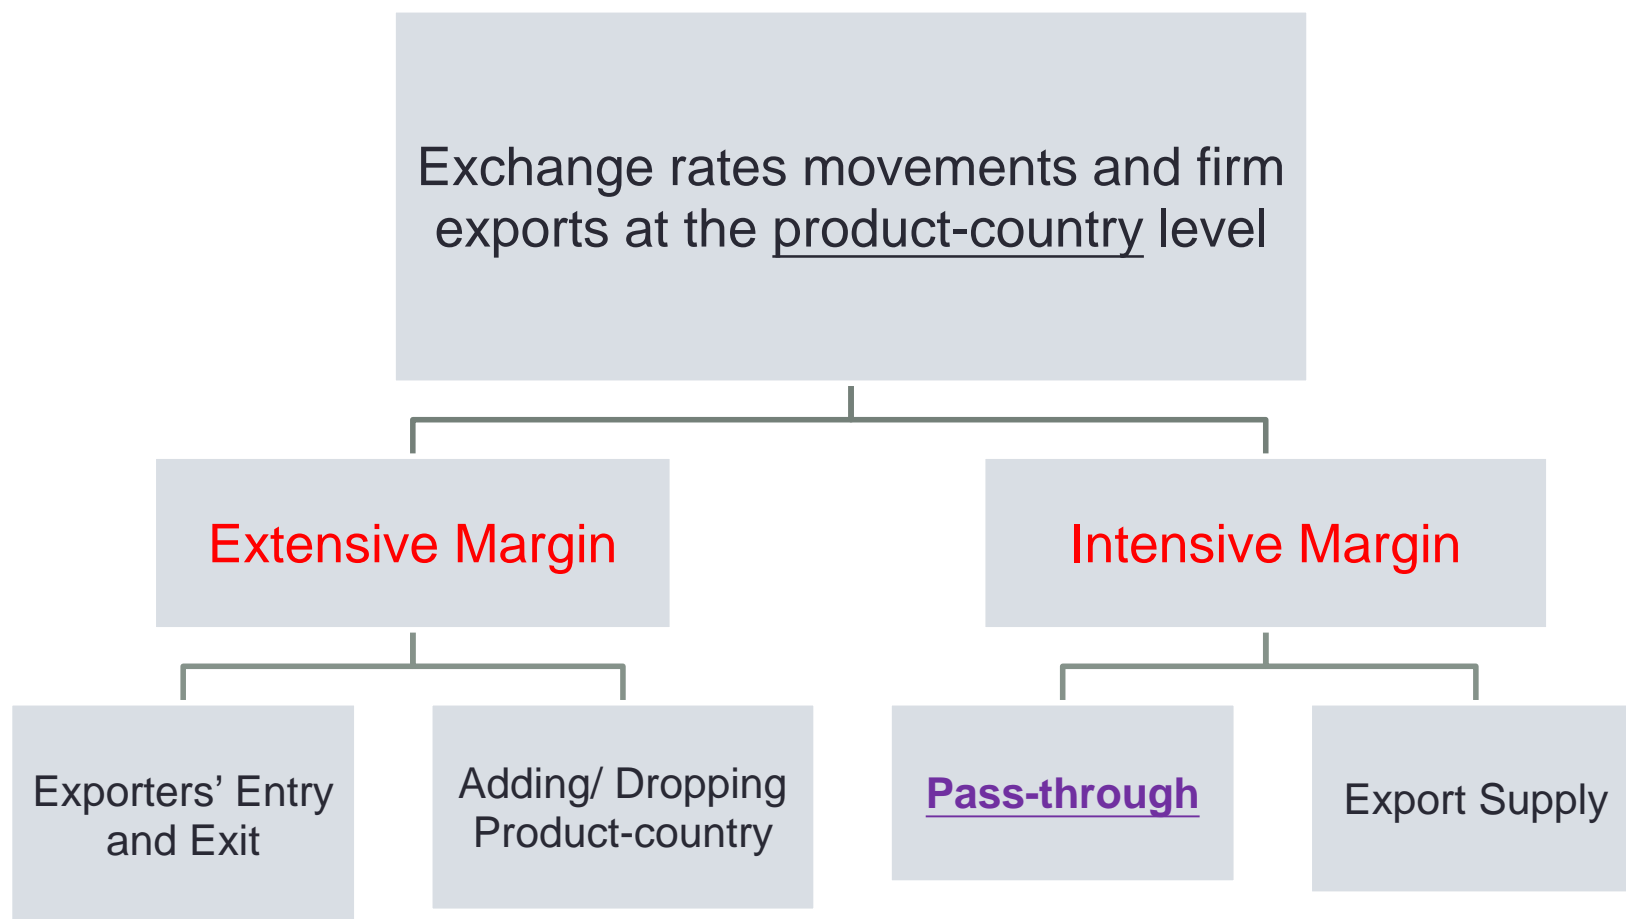 Exchange rates movements and firm
exports at the product-country level
Extensive Margin
Intensive Margin
Exporters’ Entry
and Exit
Adding/ Dropping
Product-country
Pass-through
Export Supply